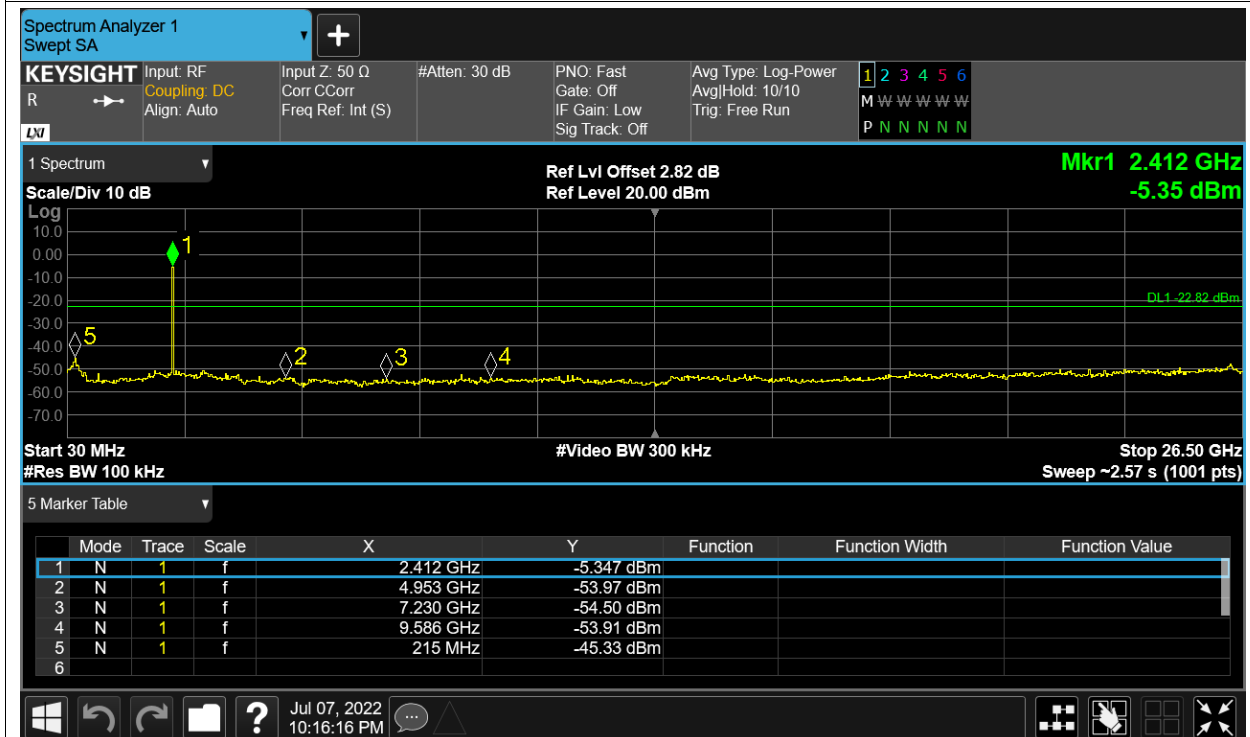 Spectrum Analyzer 1
Swept SA
+
KEYSIGHT Input: RF Input Z: 50 Ω #Atten: 30 dB PNO: Fast Avg Type: Log-Power 1 2 3 4 5 6
R Coupling: DC Corr CCorr Gate: Off Avg|Hold: 10/10 M W W W W W
Align: Auto Freq Ref: Int (S) IF Gain: Low Trig: Free Run
LXI Sig Track: Off P N N N N N
1 Spectrum Ref Lvl Offset 2.82 dB Mkr1 2.412 GHz
Scale/Div 10 dB Ref Level 20.00 dBm -5.35 dBm
Log
10.0
1
0.00
-10.0
-20.0 DL1 -22.82 dBm
-30.0
5
-40.0
2 3 4
-50.0
-60.0
-70.0
Start 30 MHz #Video BW 300 kHz Stop 26.50 GHz
#Res BW 100 kHz Sweep ~2.57 s (1001 pts)
5 Marker Table
Mode Trace Scale X Y Function Function Width Function Value
1 N 1 f 2.412 GHz -5.347 dBm
2 N 1 f 4.953 GHz -53.97 dBm
3 N 1 f 7.230 GHz -54.50 dBm
4 N 1 f 9.586 GHz -53.91 dBm
5 N 1 f 215 MHz -45.33 dBm
6
? Jul 07, 2022
10:16:16 PM